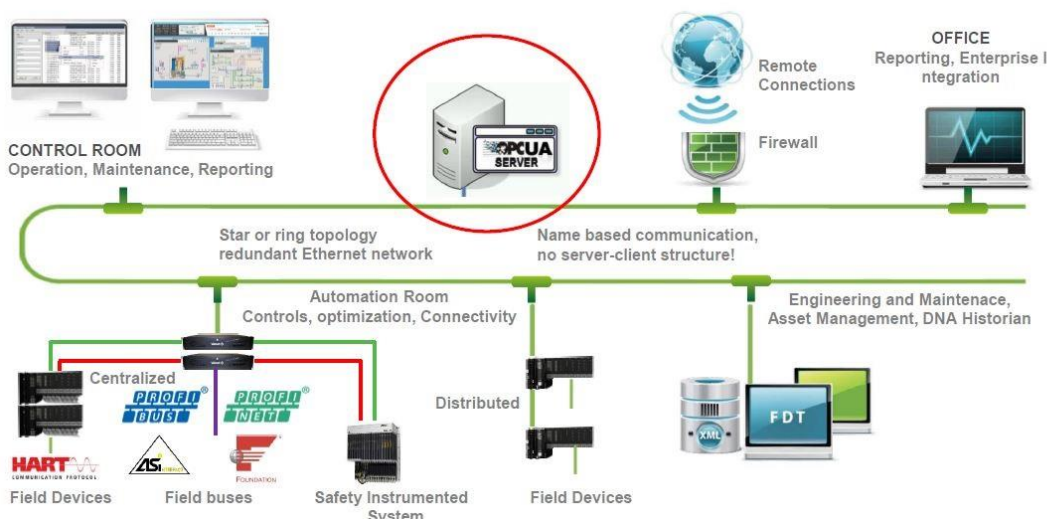 CONTROL ROOM
Operation, Maintenance, Reporting
OPCUA
SERVER
Remote
Connections
Firewall
OFFICE
Reporting, Enterprise I
ntegration
Star or ring topology
redundant Ethernet network
Name based communication,
no server-client structure!
Automation Room
Controls, optimization, Connectivity
Engineering and Maintenace,
Asset Management, DNA Historian
Centralized
PROFI®
BUS
PROFI®
NET
HART
COMMUNICATION PROTOCOL
ASi
FOUNDATION
Distributed
XML
FDT
Field Devices
Field buses
Safety Instrumented
System
Field Devices